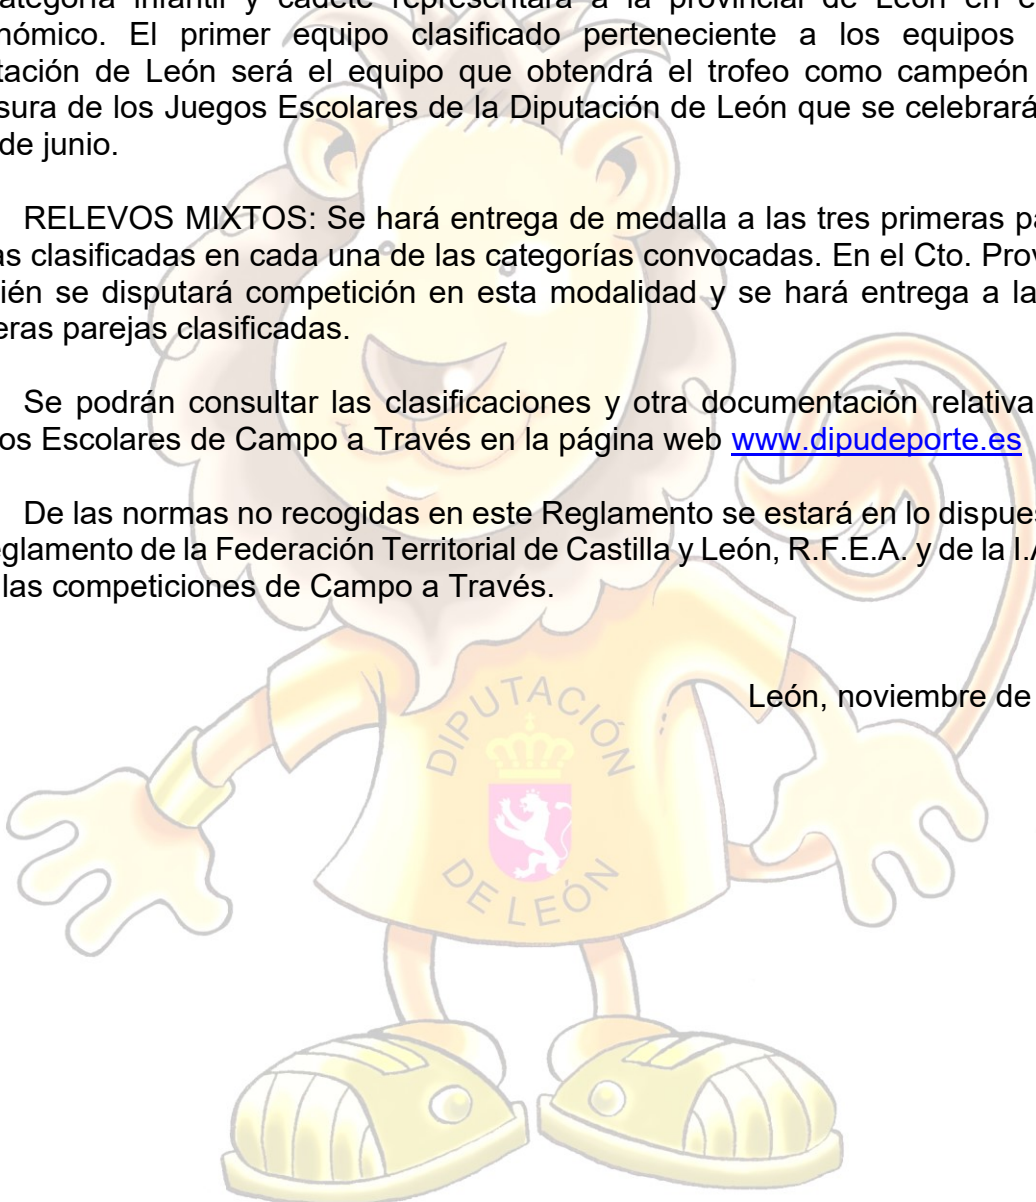 categoría infantil y cadete representará a la provincial de León en e
nómico. El primer equipo clasificado perteneciente a los equipos
tación de León será el equipo que obtendrá el trofeo como campeón
sura de los Juegos Escolares de la Diputación de León que se celebrará
de junio.
RELEVOS MIXTOS: Se hará entrega de medalla a las tres primeras pa
as clasificadas en cada una de las categorías convocadas. En el Cto. Prov
ién se disputará competición en esta modalidad y se hará entrega a la
eras parejas clasificadas.
Se podrán consultar las clasificaciones y otra documentación relativa
os Escolares de Campo a Través en la página web www.dipudeporte.es
De las normas no recogidas en este Reglamento se estará en lo dispues
eglamento de la Federación Territorial de Castilla y León, R.F.E.A. y de la I.A
las competiciones de Campo a Través.
León, noviembre de
DIPUTACIÓN
DE LEÓN